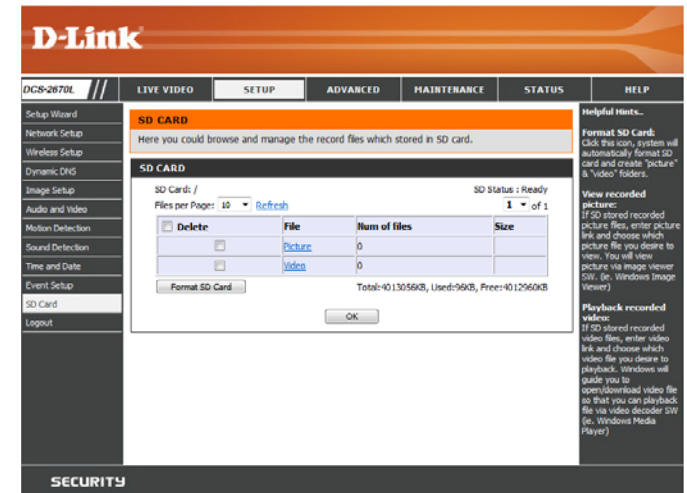 D-Link
DCS-2670L // LIVE VIDEO SETUP ADVANCED MAINTENANCE STATUS HELP
Setup Wizard
Network Setup
Wireless Setup
Dynamic DNS
Image Setup
Audio and Video
Motion Detection
Sound Detection
Time and Date
Event Setup
SD Card
Logout
SD CARD
Here you could browse and manage the record files which stored in SD card.
SD CARD
SD Card: / SD Status : Ready
Files per Page: 10 Refresh 1 of 1
Delete File Num of files Size
Picture 0
Video 0
Format SD Card Total:4013056KB, Used:96KB, Free:4012960KB
OK
Helpful Hints..
Format SD Card:
Click this icon, system will
automatically format SD
card and create "picture"
& "video" folders.
View recorded
picture:
If SD stored recorded
picture files, enter picture
link and choose which
picture file you desire to
view. You will view
picture via image viewer
SW. (ie. Windows Image
Viewer)
Playback recorded
video:
If SD stored recorded
video files, enter video
link and choose which
video file you desire to
playback. Windows will
guide you to
open/download video file
so that you can playback
file via video decoder SW
(ie. Windows Media
Player)
SECURITY